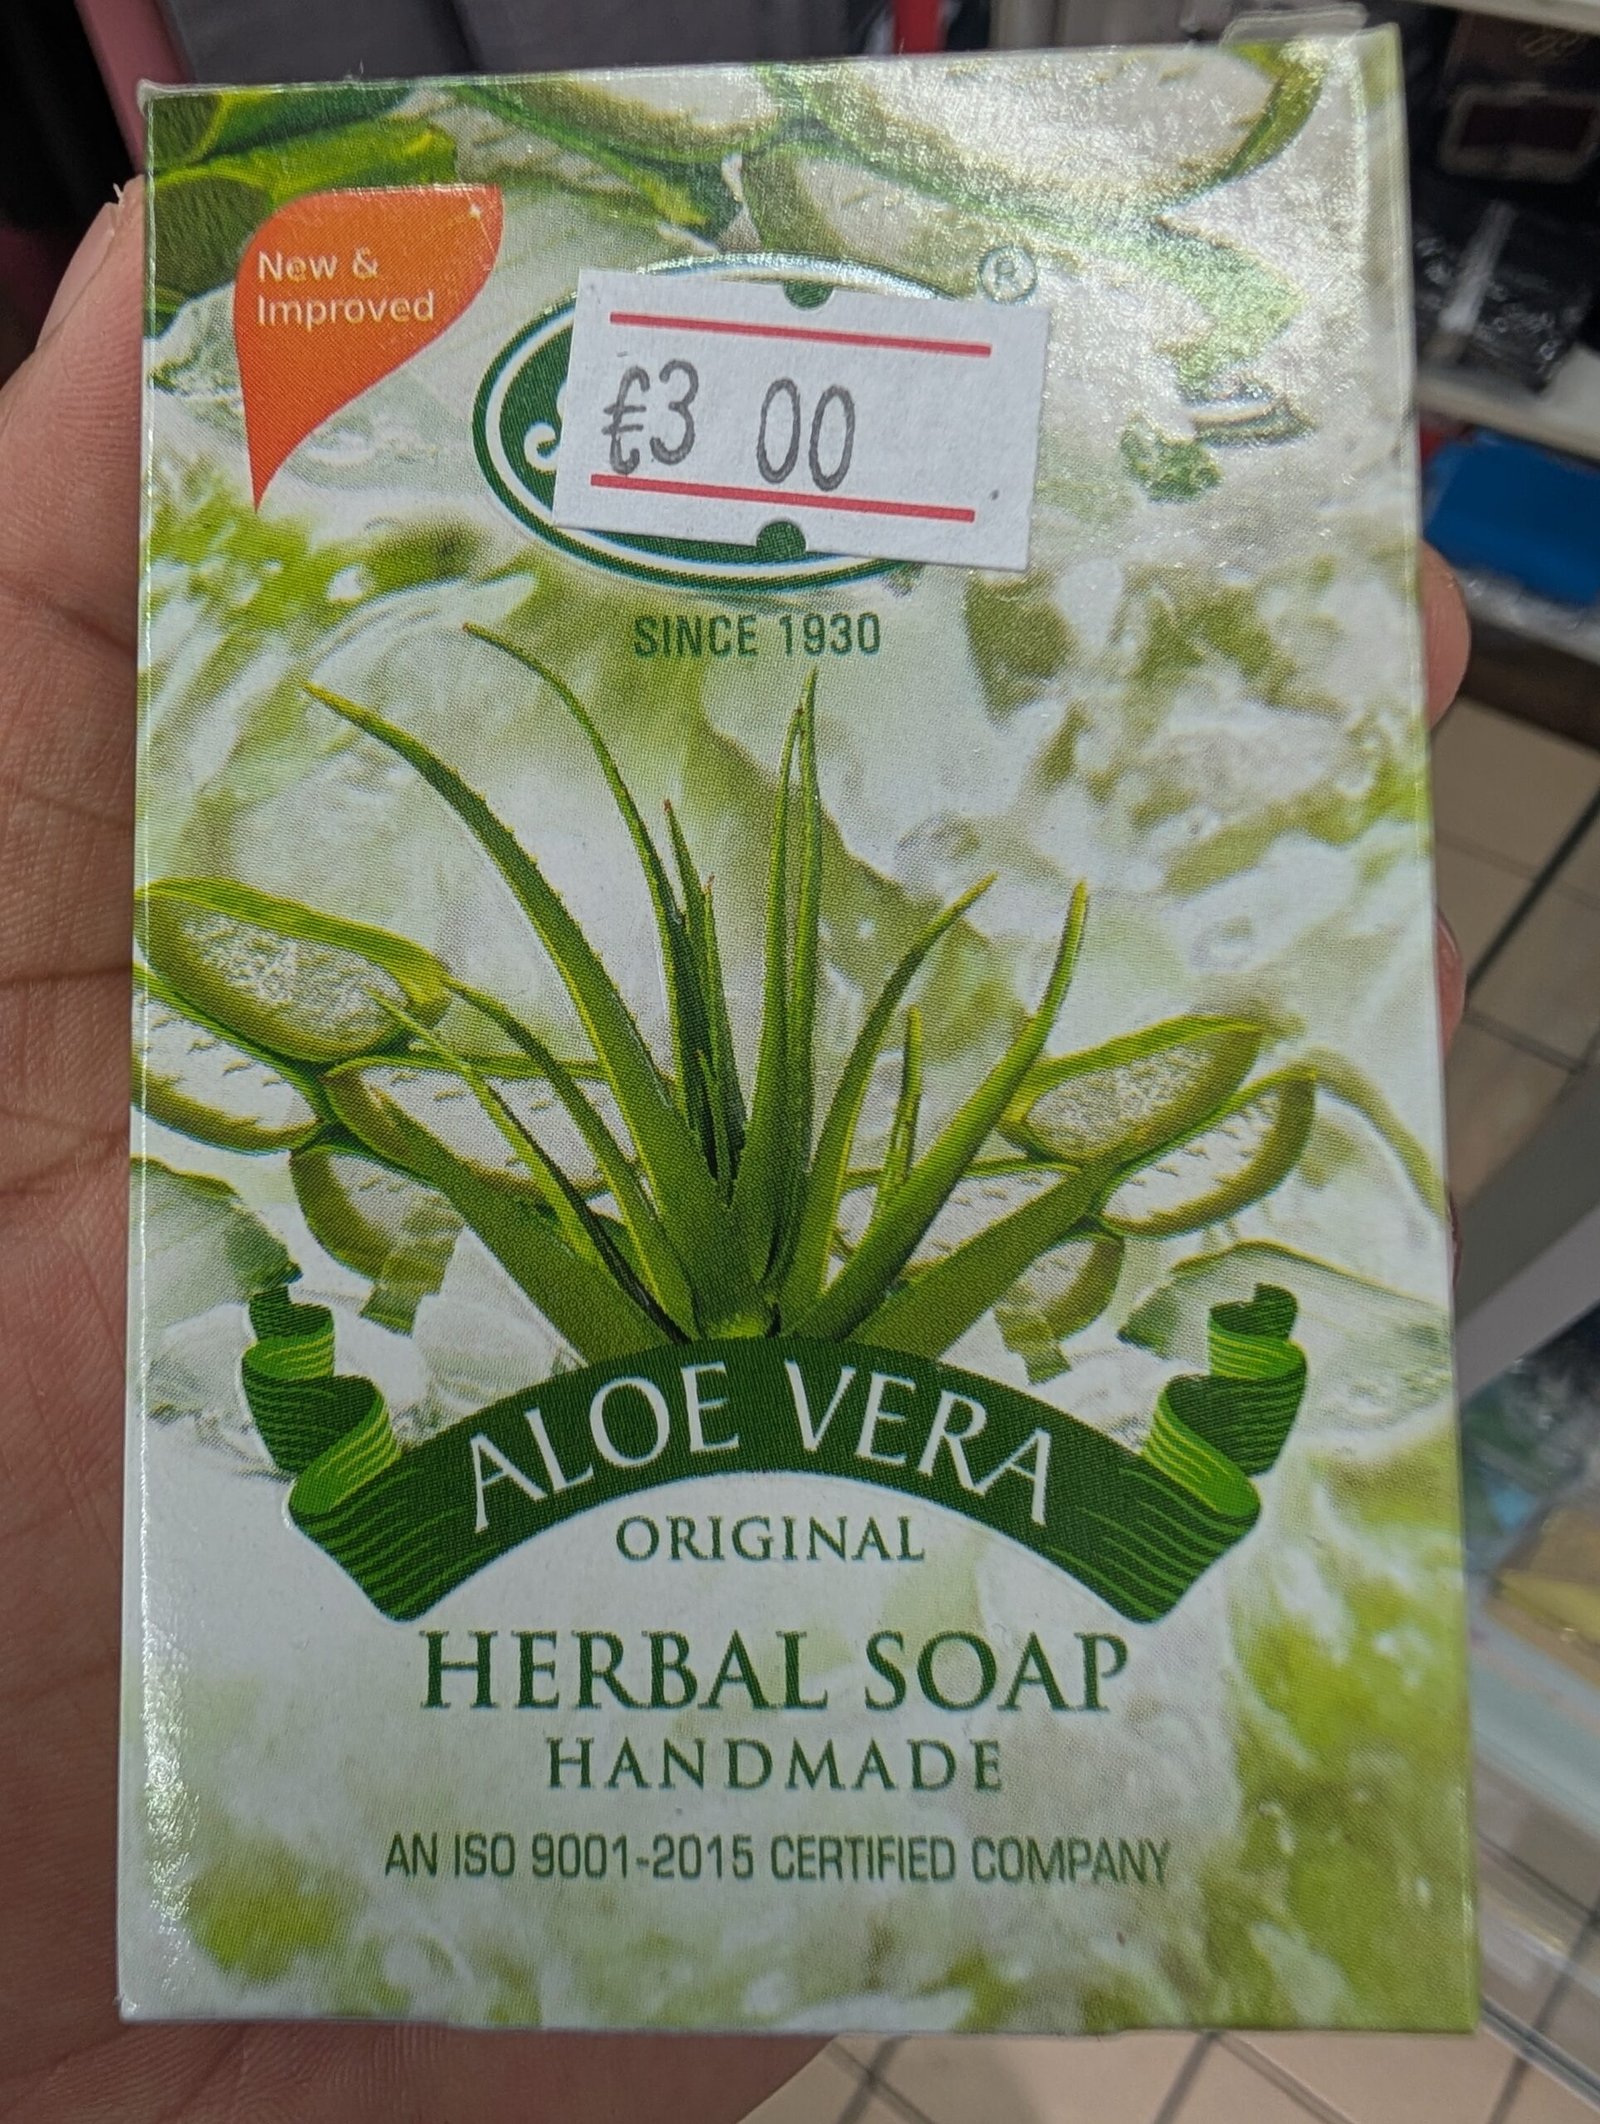 New &
Improved
®
€3 00
SINCE 1930
ALOE VERA
ORIGINAL
HERBAL SOAP
HANDMADE
AN ISO 9001-2015 CERTIFIED COMPANY